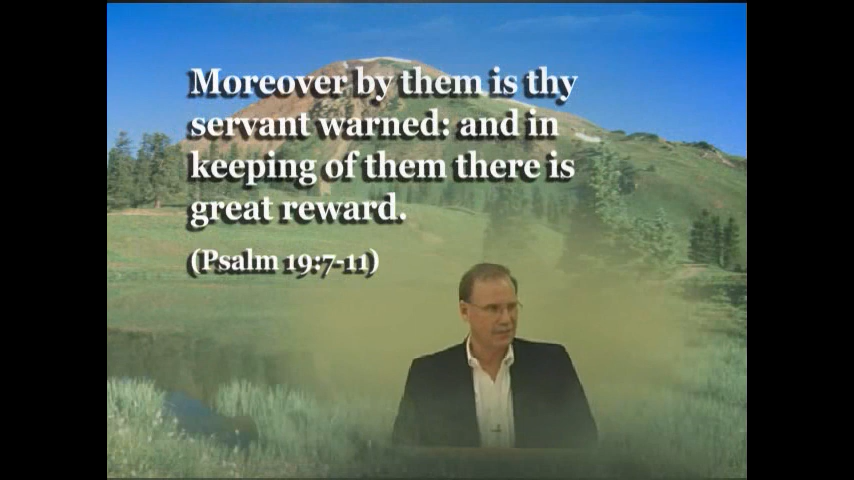 Moreover by them is thy
servant warned: and in
keeping of them there is
great reward.
(Psalm 19:7-11)